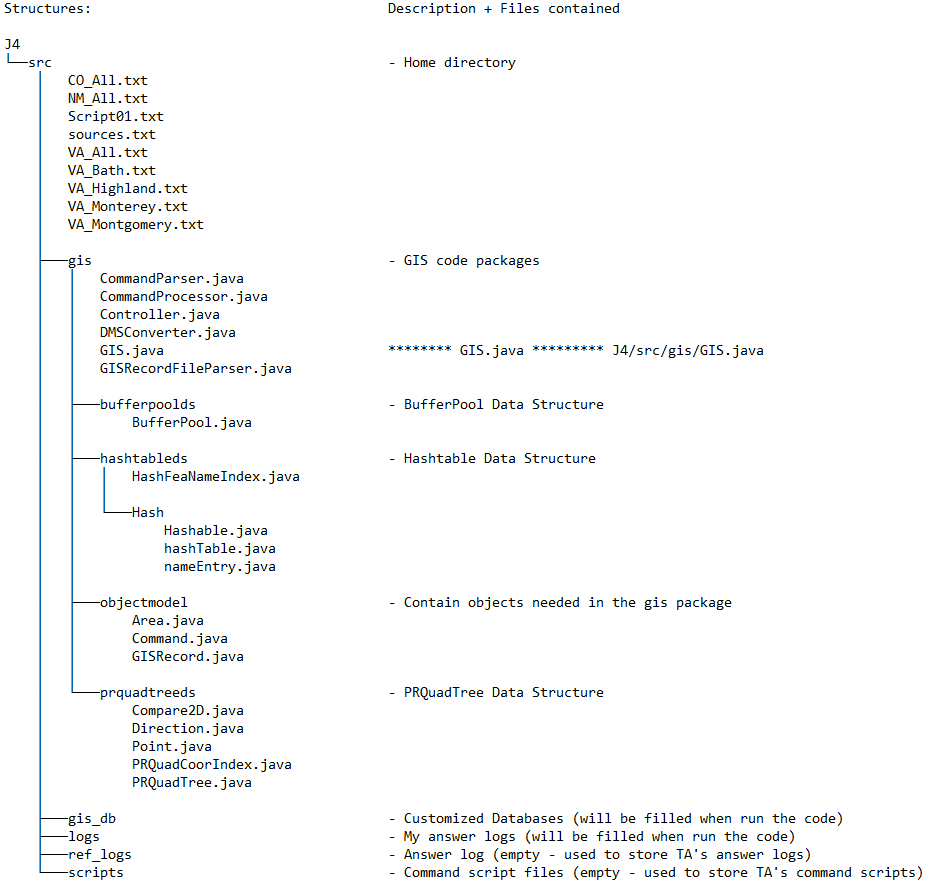 Structures: Description + Files contained
J4
src - Home directory
CO_All.txt
NM_All.txt
Script01.txt
sources.txt
VA_All.txt
VA_Bath.txt
VA_Highland.txt
VA_Monterey.txt
VA_Montgomery.txt
gis - GIS code packages
CommandParser.java
CommandProcessor.java
Controller.java
DMSConverter.java
GIS.java ******** GIS.java ********* J4/src/gis/GIS.java
GISRecordFileParser.java
bufferpoolds - BufferPool Data Structure
BufferPool.java
hashtableds - Hashtable Data Structure
HashFeaNameIndex.java
Hash
Hashable.java
hashTable.java
nameEntry.java
objectmodel - Contain objects needed in the gis package
Area.java
Command.java
GISRecord.java
prquadtreeds - PRQuadTree Data Structure
Compare2D.java
Direction.java
Point.java
PRQuadCoorIndex.java
PRQuadTree.java
gis_db - Customized Databases (will be filled when run the code)
logs - My answer logs (will be filled when run the code)
ref_logs - Answer log (empty - used to store TA's answer logs)
scripts - Command script files (empty - used to store TA's command scripts)